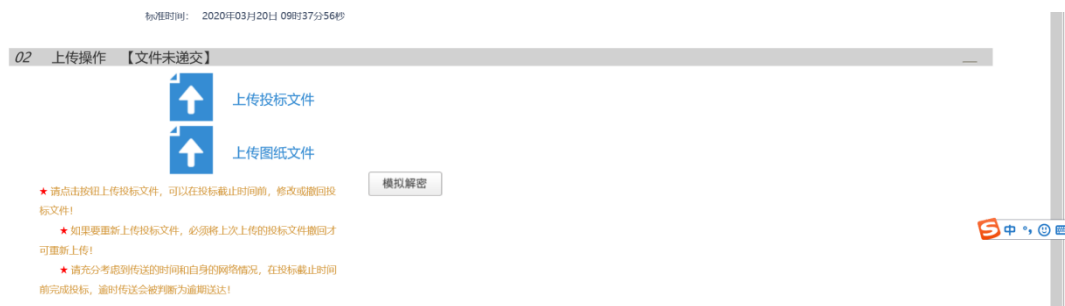 标准时间： 2020年03月20日 09时37分56秒
02 上传操作 【文件未递交】
上传投标文件
上传图纸文件
模拟解密
★ 请点击按钮上传投标文件，可以在投标截止时间前，修改或撤回投
标文件！
★ 如果要重新上传投标文件，必须将上次上传的投标文件撤回才
可重新上传！
★ 请充分考虑到传送的时间和自身的网络情况，在投标截止时间
前完成投标，逾时传送会被判断为逾期送达！
中